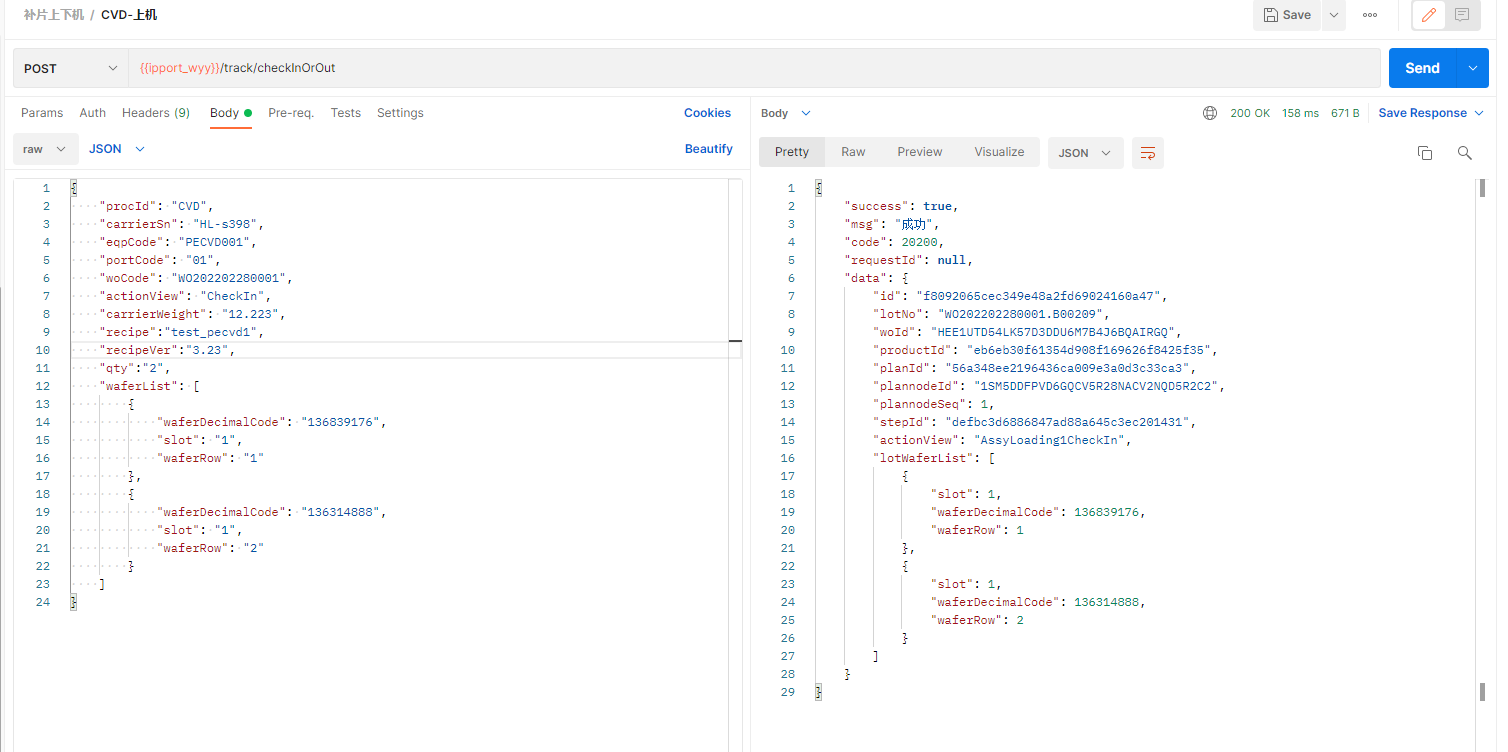 补片上下机 / CVD-上机
Save
POST {{ipport_wyy}}/track/checkInOrOut Send
Params Auth Headers (9) Body Pre-req. Tests Settings Cookies
raw JSON Beautify
1 {
2 "procId": "CVD",
3 "carrierSn": "HL-s398",
4 "eqpCode": "PECVD001",
5 "portCode": "01",
6 "woCode": "WO202202280001",
7 "actionView": "CheckIn",
8 "carrierWeight": "12.223",
9 "recipe":"test_pecvd1",
10 "recipeVer":"3.23",
11 "qty":"2",
12 "waferList": [
13 {
14 "waferDecimalCode": "136839176",
15 "slot": "1",
16 "waferRow": "1"
17 },
18 {
19 "waferDecimalCode": "136314888",
20 "slot": "1",
21 "waferRow": "2"
22 }
23 ]
24 }
Body 200 OK 158 ms 671 B Save Response
Pretty Raw Preview Visualize JSON
1 {
2 "success": true,
3 "msg": "成功",
4 "code": 20200,
5 "requestId": null,
6 "data": {
7 "id": "f8092065cec349e48a2fd69024160a47",
8 "lotNo": "WO202202280001.B00209",
9 "woId": "HEE1UTD54LK57D3DDU6M7B4J6BQAIRGQ",
10 "productId": "eb6eb30f61354d908f169626f8425f35",
11 "planId": "56a348ee2196436ca009e3a0d3c33ca3",
12 "plannodeId": "1SM5DDFPVD6GQCV5R28NACV2NQD5R2C2",
13 "plannodeSeq": 1,
14 "stepId": "defbc3d6886847ad88a645c3ec201431",
15 "actionView": "AssyLoading1CheckIn",
16 "lotWaferList": [
17 {
18 "slot": 1,
19 "waferDecimalCode": 136839176,
20 "waferRow": 1
21 },
22 {
23 "slot": 1,
24 "waferDecimalCode": 136314888,
25 "waferRow": 2
26 }
27 ]
28 }
29 }